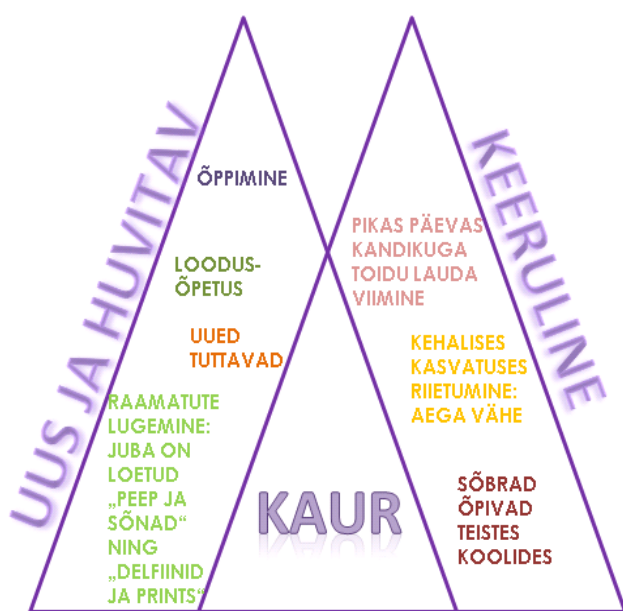 UUS JA HUVITAV
ÕPPIMINE
LOODUS-
ÕPETUS
UUED
TUTTAVAD
RAAMATUTE
LUGEMINE:
JUBA ON
LOETUD
„PEEP JA
SÕNAD“
NING
„DELFIINID
JA PRINTS“
KAUR
KEERULINE
PIKAS PÄEVAS
KANDIKUGA
TOIDU LAUDA
VIIMINE
KEHALISES
KASVATUSES
RIIETUMINE:
AEGA VÄHE
SÕBRAD
ÕPIVAD
TEISTES
KOOLIDES